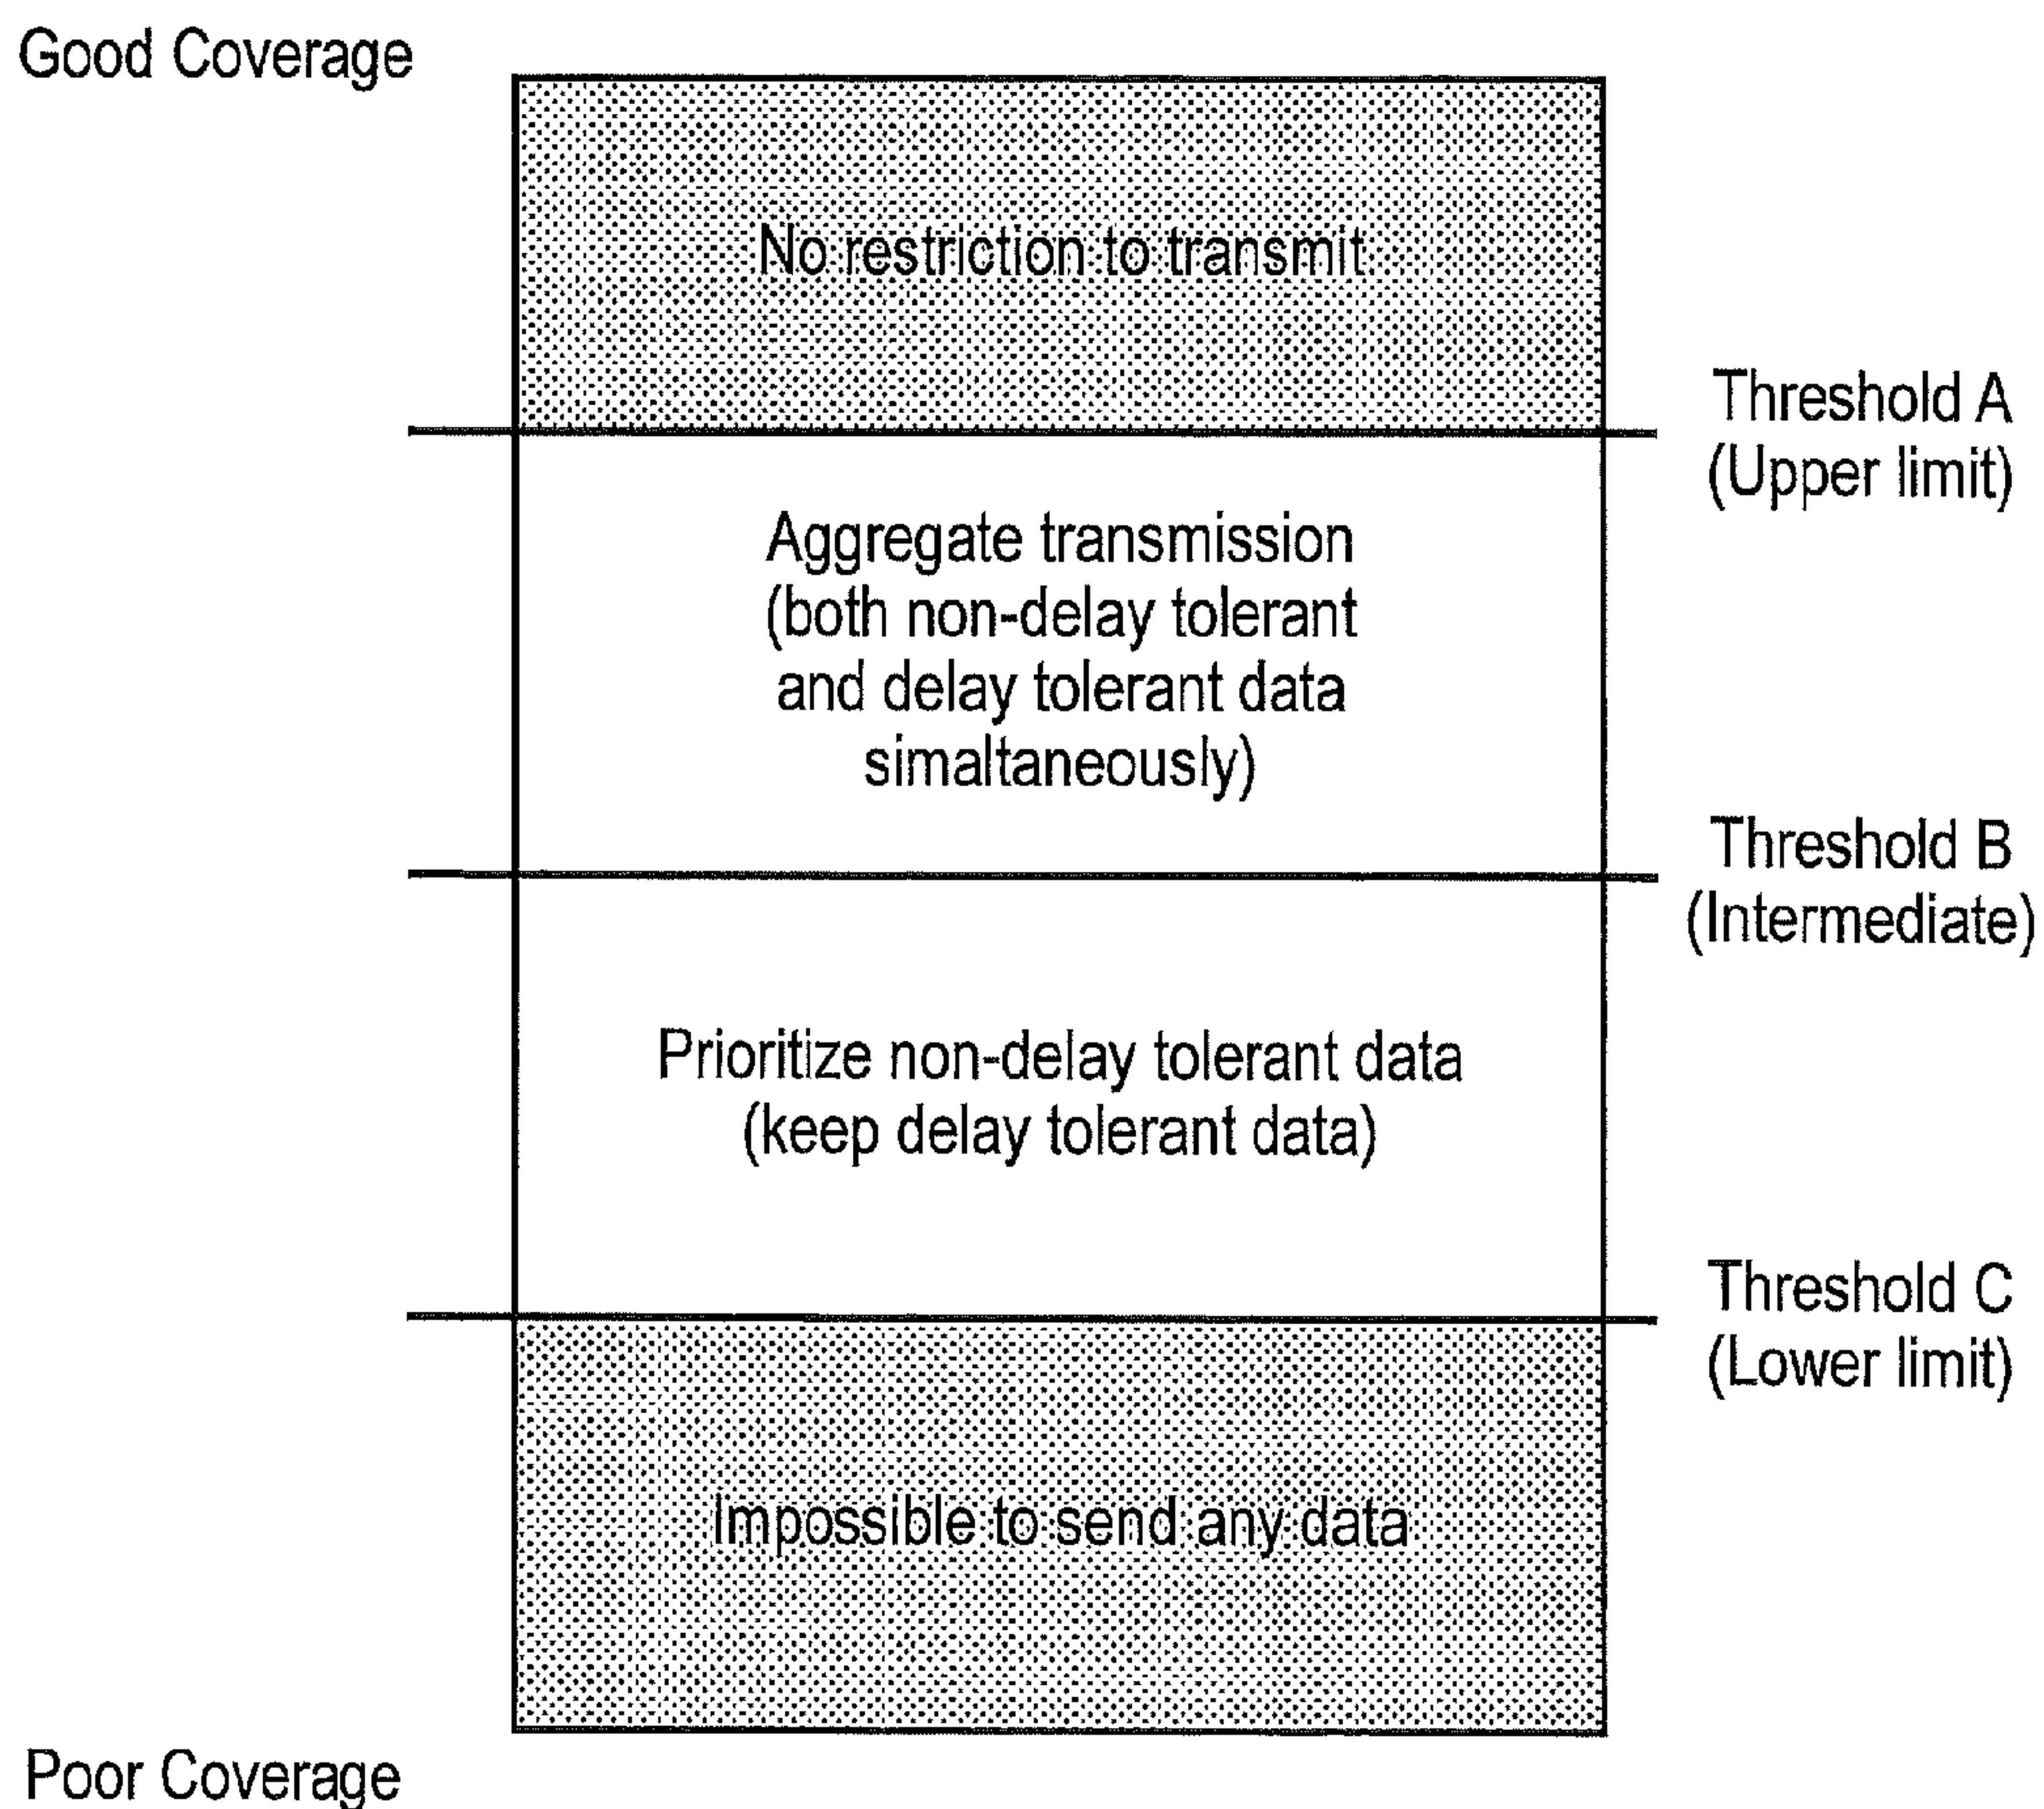 Good Coverage
No restriction to transmit
Threshold A
(Upper limit)
Aggregate transmission
(both non-delay tolerant
and delay tolerant data
simaltaneously)
Threshold B
(Intermediate)
Prioritize non-delay tolerant data
(keep delay tolerant data)
Threshold C
(Lower limit)
Impossible to send any data
Poor Coverage